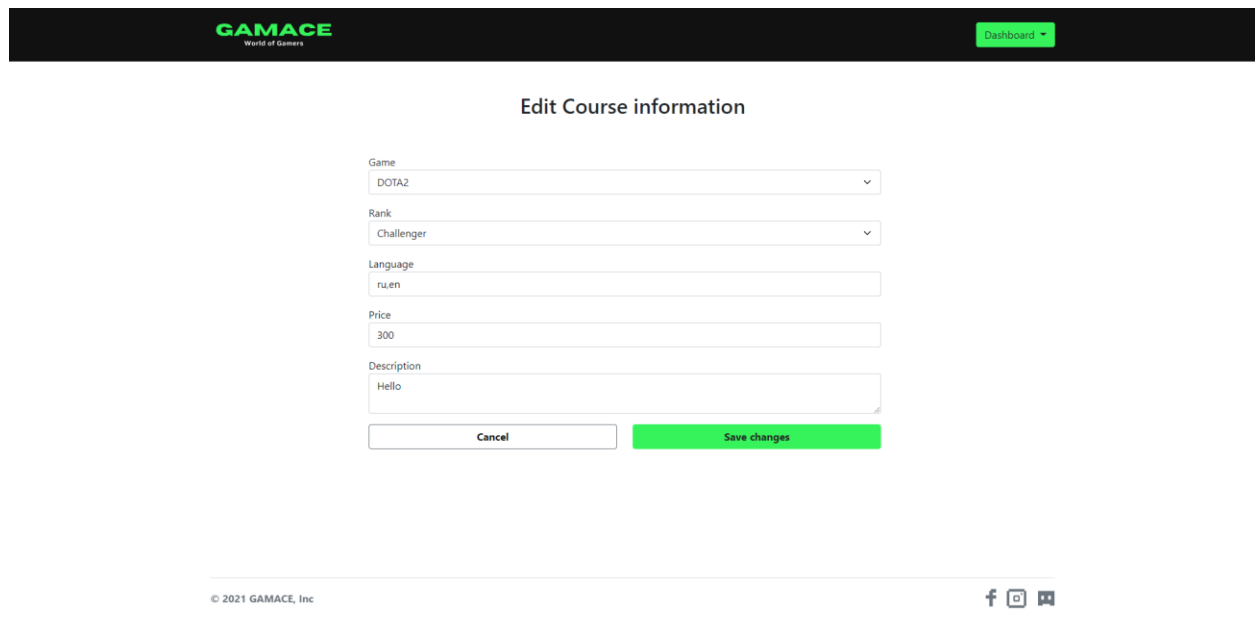 GAMACE
World of Gamers
Dashboard
Edit Course information
Game
DOTA2
Rank
Challenger
Language
ru,en
Price
300
Description
Hello
Cancel
Save changes
© 2021 GAMACE, Inc